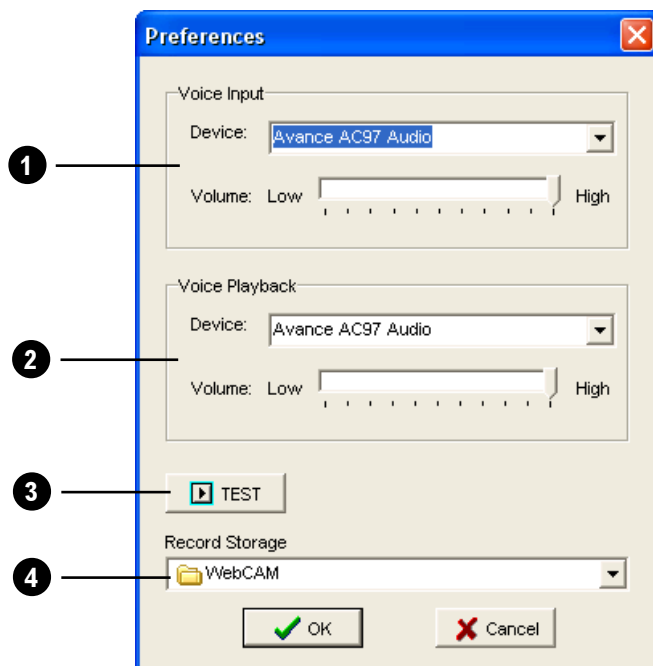 Preferences
Voice Input
Device: Avance AC97 Audio
1
Volume: Low High
Voice Playback
Device: Avance AC97 Audio
2
Volume: Low High
3 TEST
Record Storage
4 WebCAM
OK Cancel